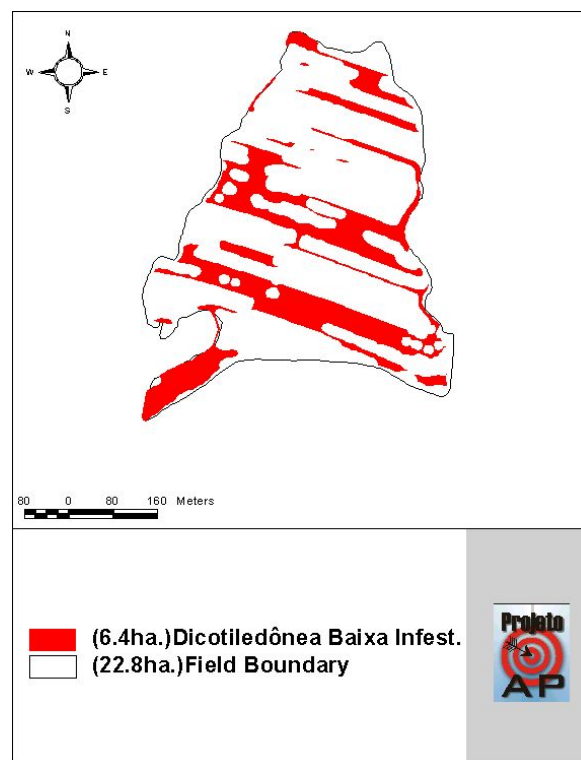 N
W E
S
80 0 80 160 Meters
(6.4ha.)Dicotiledônea Baixa Infest.
(22.8ha.)Field Boundary
Projeto
AP